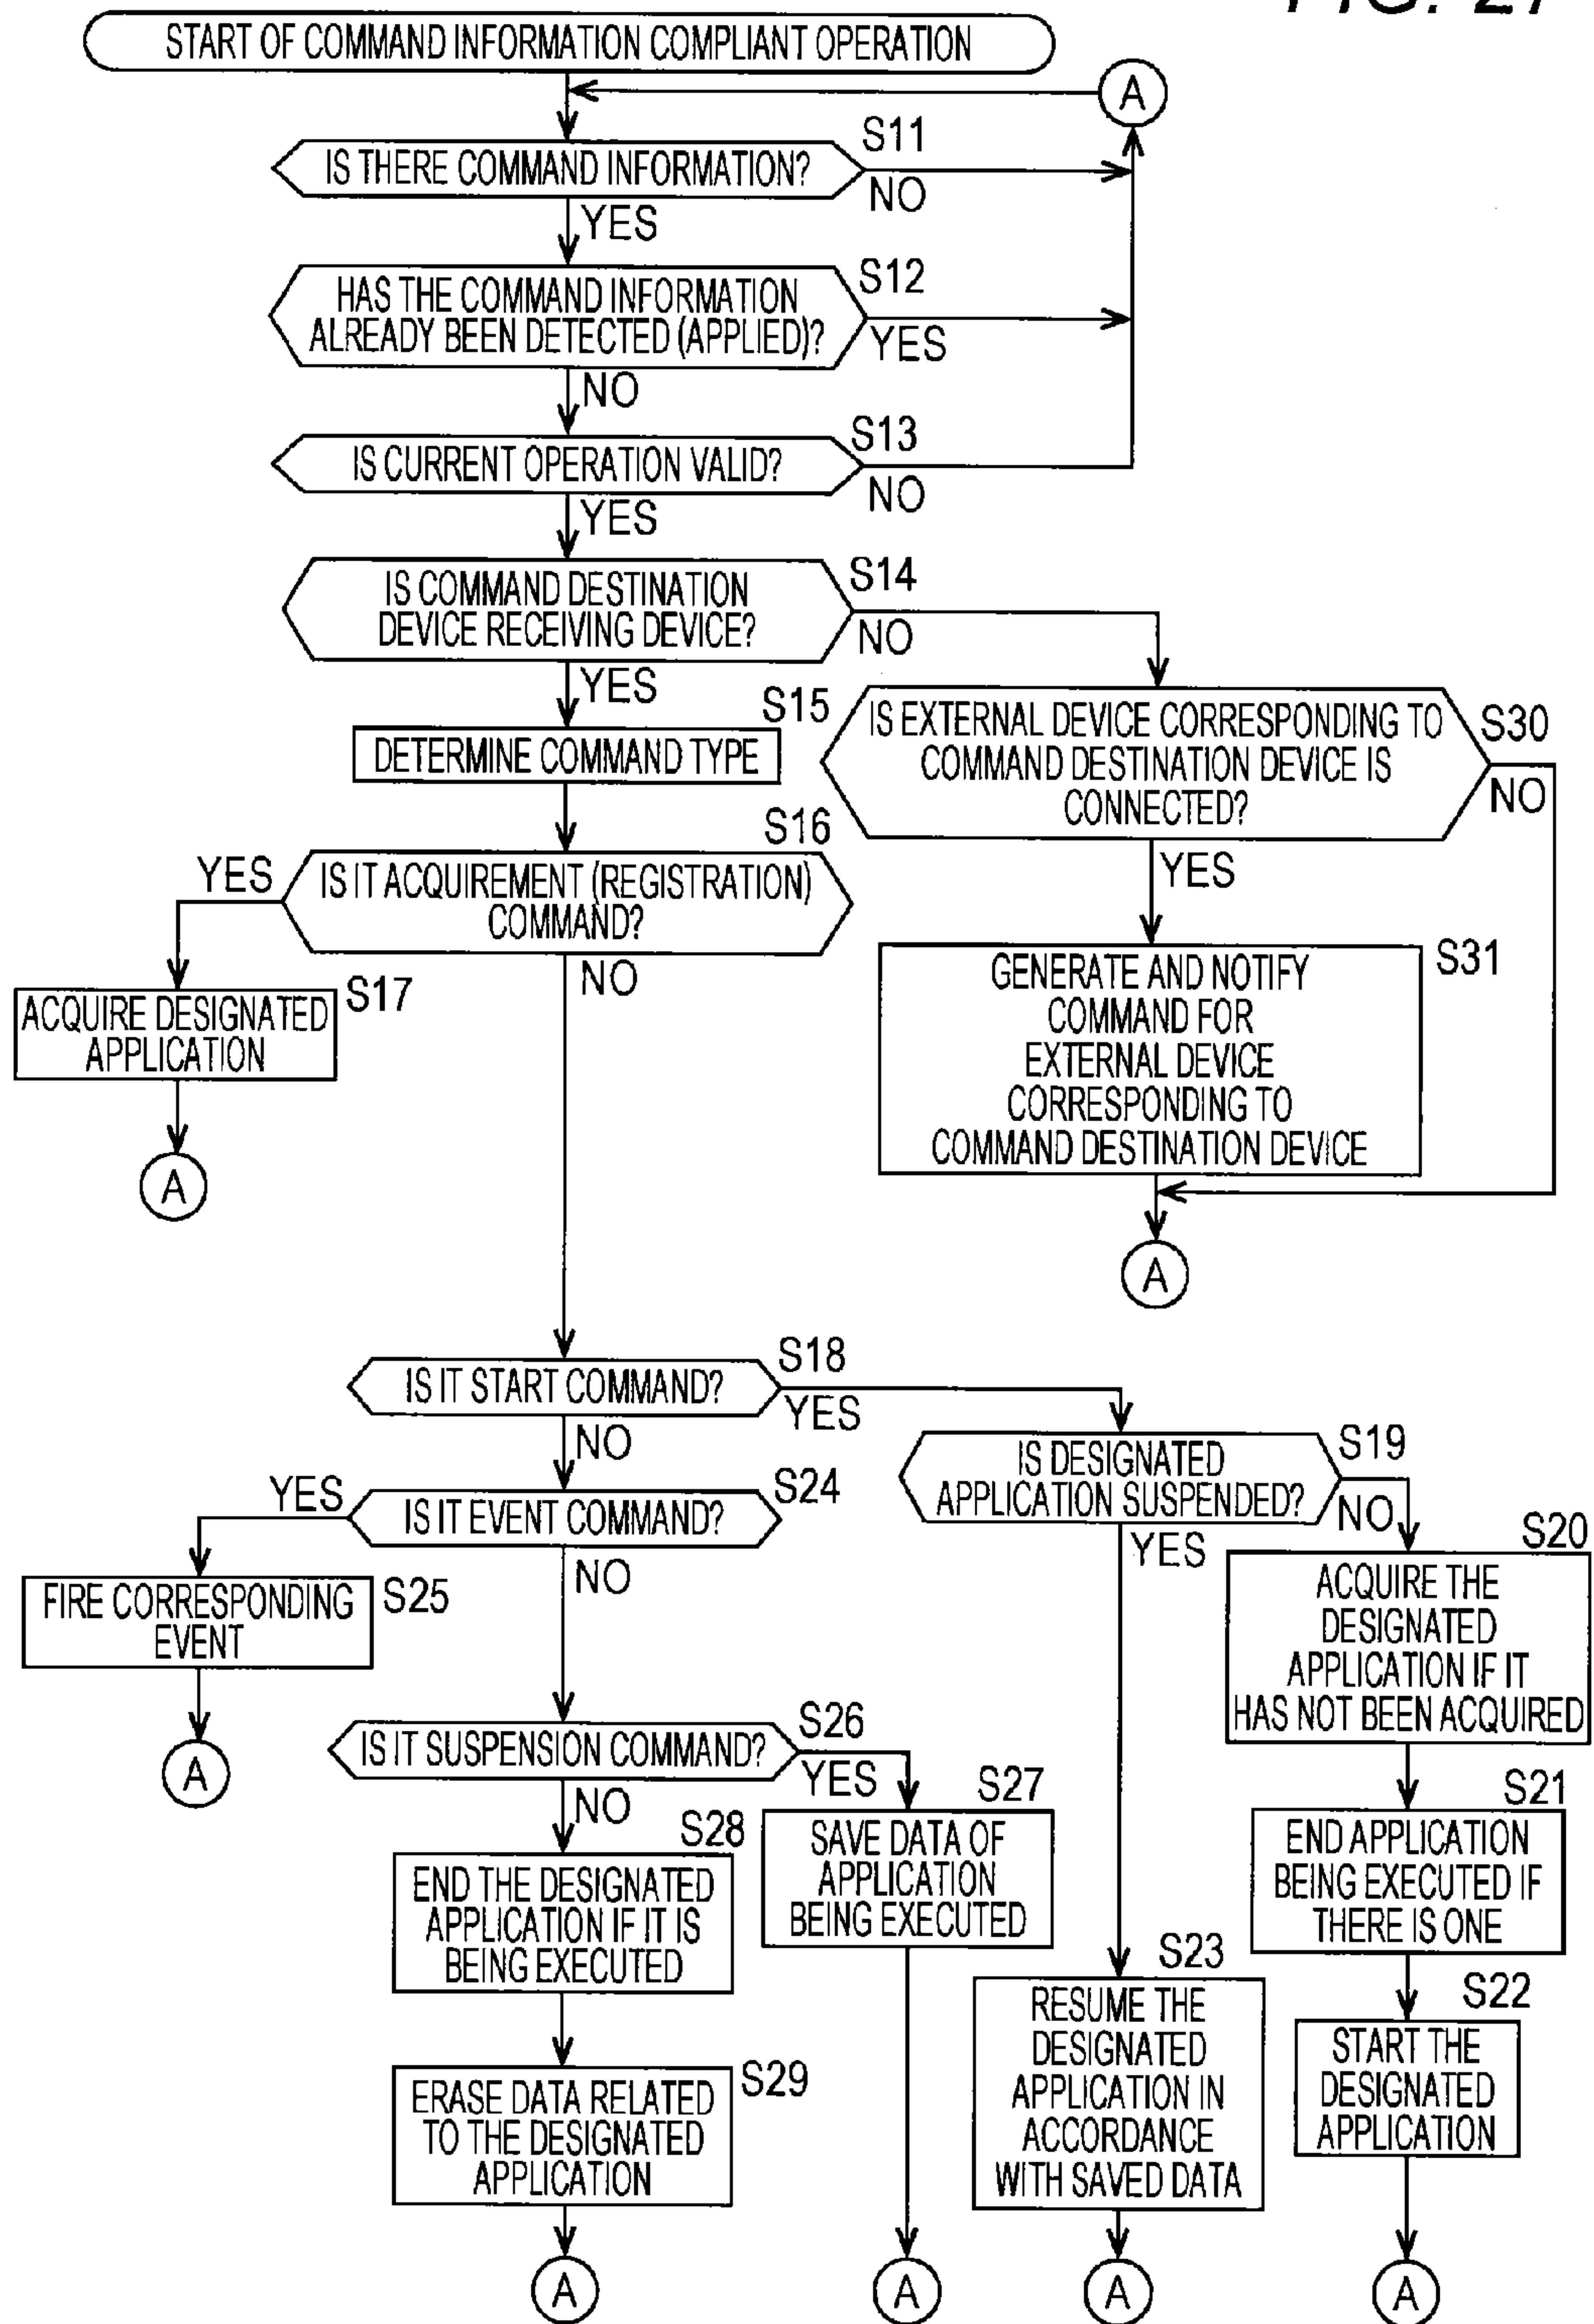 FIG. 21
START OF COMMAND INFORMATION COMPLIANT OPERATION
A
S11
IS THERE COMMAND INFORMATION?
NO
YES
S12
HAS THE COMMAND INFORMATION
ALREADY BEEN DETECTED (APPLIED)?
YES
NO
S13
IS CURRENT OPERATION VALID?
NO
YES
S14
IS COMMAND DESTINATION
DEVICE RECEIVING DEVICE?
NO
YES
S15
DETERMINE COMMAND TYPE
IS EXTERNAL DEVICE CORRESPONDING TO
COMMAND DESTINATION DEVICE IS
CONNECTED?
S30
NO
YES
S16
YES
IS IT ACQUIREMENT (REGISTRATION)
COMMAND?
NO
S31
GENERATE AND NOTIFY
COMMAND FOR
EXTERNAL DEVICE
CORRESPONDING TO
COMMAND DESTINATION DEVICE
S17
ACQUIRE DESIGNATED
APPLICATION
A
A
S18
IS IT START COMMAND?
YES
NO
S19
IS DESIGNATED
APPLICATION SUSPENDED?
NO
YES
S24
YES
IS IT EVENT COMMAND?
NO
S20
ACQUIRE THE
DESIGNATED
APPLICATION IF IT
HAS NOT BEEN ACQUIRED
FIRE CORRESPONDING
EVENT
S25
A
S26
IS IT SUSPENSION COMMAND?
YES
NO
S27
SAVE DATA OF
APPLICATION
BEING EXECUTED
S21
END APPLICATION
BEING EXECUTED IF
THERE IS ONE
S28
END THE DESIGNATED
APPLICATION IF IT IS
BEING EXECUTED
S23
RESUME THE
DESIGNATED
APPLICATION IN
ACCORDANCE
WITH SAVED DATA
S22
START THE
DESIGNATED
APPLICATION
S29
ERASE DATA RELATED
TO THE DESIGNATED
APPLICATION
A
A
A
A